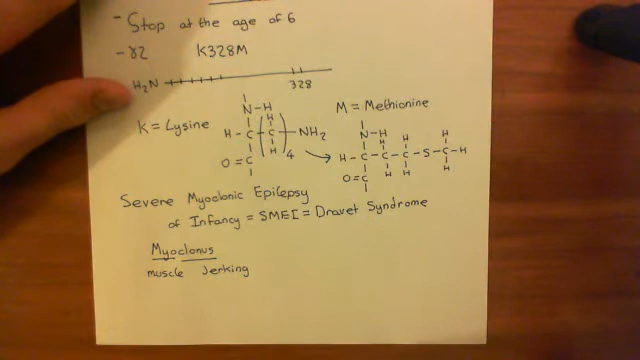 - Stop at the age of 6
- γ2 K328M
H₂N 328
K = Lysine
M = Methionine
N-H
H-C-(C)-NH₂
H
H
4
O=C
N-H
H H H
H-C-C-C-S-C-H
H H H
O=C
Severe Myoclonic Epilepsy
of Infancy = SMEI = Dravet Syndrome
Myoclonus
muscle Jerking